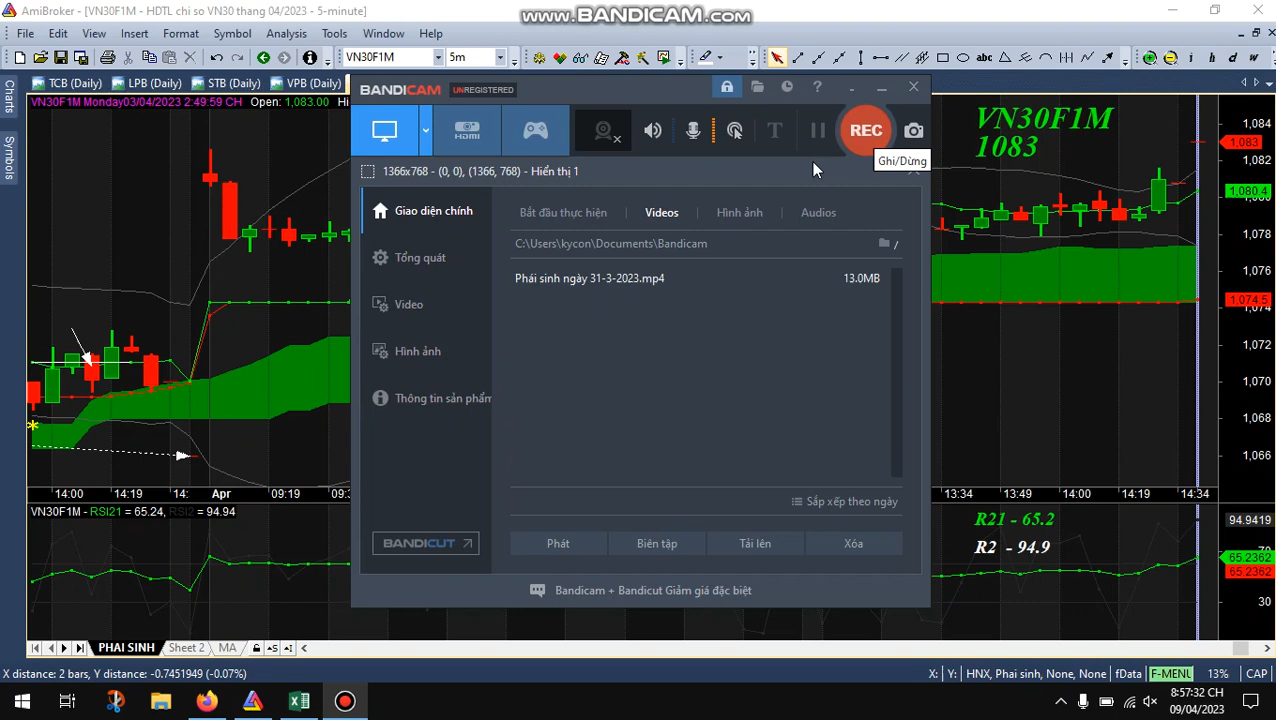 AmiBroker - [VN30F1M - HDTL chi so VN30 thang 04/2023 - 5-minute]
www.BANDICAM.com
File Edit View Insert Format Symbol Analysis Tools Window Help
VN30F1M 5m
abc
TCB (Daily) LPB (Daily) STB (Daily) VPB (Daily)
Charts
Symbols
VN30F1M Monday03/04/2023 2:49:59 CH Open: 1,083.00
VN30F1M
1083
BANDICAM UNREGISTERED
HDMI
REC
Ghi/Dừng
1366x768 - (0, 0), (1366, 768) - Hiển thị 1
Giao diện chính
Tổng quát
Video
Hình ảnh
Thông tin sản phẩm
Bắt đầu thực hiện Videos Hình ảnh Audios
C:\Users\kycon\Documents\Bandicam
Phái sinh ngày 31-3-2023.mp4 13.0MB
Sắp xếp theo ngày
BANDICUT
Phát Biên tập Tải lên Xóa
Bandicam + Bandicut Giảm giá đặc biệt
1,084
1,083
1,082
1,080.4
1,078
1,076
1,074.5
1,072
1,070
1,068
1,066
14:00 14:19 14: Apr 09:19 13:34 13:49 14:00 14:19 14:34
VN30F1M - RSI21 = 65.24, RSI2 = 94.94
R21 - 65.2
R2 - 94.9
94.9419
65.2362
65.2362
30
PHAI SINH Sheet 2 MA
X distance: 2 bars, Y distance: -0.7451949 (-0.07%)
X: Y: HNX, Phai sinh, None, None fData F-MENU 13% CAP
8:57:32 CH
09/04/2023